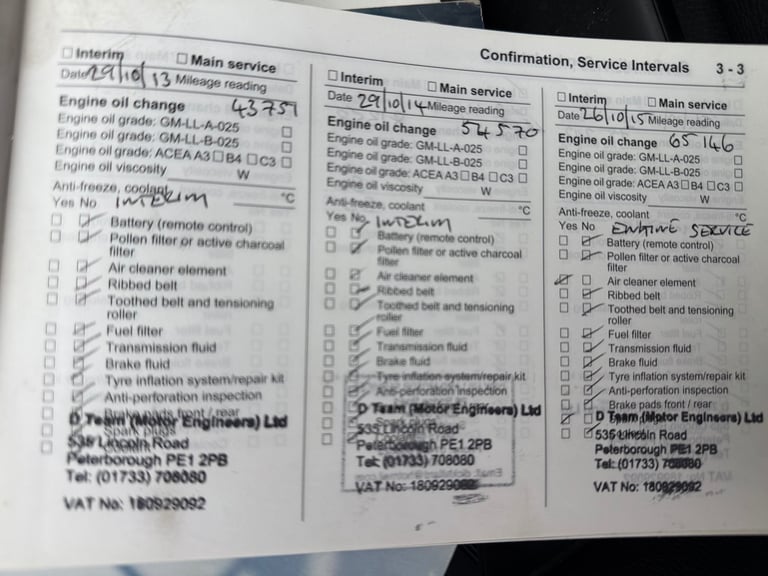 Confirmation, Service Intervals 3 - 3
Interim Main service
Date 29/10/13 Mileage reading
Engine oil change 43751
Engine oil grade: GM-LL-A-025
Engine oil grade: GM-LL-B-025
Engine oil grade: ACEA A3 B4 C3
Engine oil viscosity W
Anti-freeze, coolant °C
Yes No INTERIM
Battery (remote control)
Pollen filter or active charcoal
filter
Air cleaner element
Ribbed belt
Toothed belt and tensioning
roller
Fuel filter
Transmission fluid
Brake fluid
Tyre inflation system/repair kit
Anti-perforation inspection
Brake pads front / rear
D Team (Motor Engineers) Ltd
Spark plugs
535 Lincoln Road
Peterborough PE1 2PB
Tel: (01733) 708080
VAT No: 180929092
Interim Main service
Date 29/10/14 Mileage reading
Engine oil change 54570
Engine oil grade: GM-LL-A-025
Engine oil grade: GM-LL-B-025
Engine oil grade: ACEA A3 B4 C3
Engine oil viscosity W
Anti-freeze, coolant °C
Yes No INTERIM
Battery (remote control)
Pollen filter or active charcoal
filter
Air cleaner element
Ribbed belt
Toothed belt and tensioning
roller
Fuel filter
Transmission fluid
Brake fluid
Tyre inflation system/repair kit
Anti-perforation inspection
D Team (Motor Engineers) Ltd
535 Lincoln Road
Peterborough PE1 2PB
Tel: (01733) 708080
VAT No: 180929092
Interim Main service
Date 26/10/15 Mileage reading
Engine oil change 65146
Engine oil grade: GM-LL-A-025
Engine oil grade: GM-LL-B-025
Engine oil grade: ACEA A3 B4 C3
Engine oil viscosity W
Anti-freeze, coolant °C
Yes No ENGINE SERVICE
Battery (remote control)
Pollen filter or active charcoal
filter
Air cleaner element
Ribbed belt
Toothed belt and tensioning
roller
Fuel filter
Transmission fluid
Brake fluid
Tyre inflation system/repair kit
Anti-perforation inspection
Brake pads front / rear
D Team (Motor Engineers) Ltd
535 Lincoln Road
Peterborough PE1 2PB
Tel: (01733) 708080
VAT No: 180929092